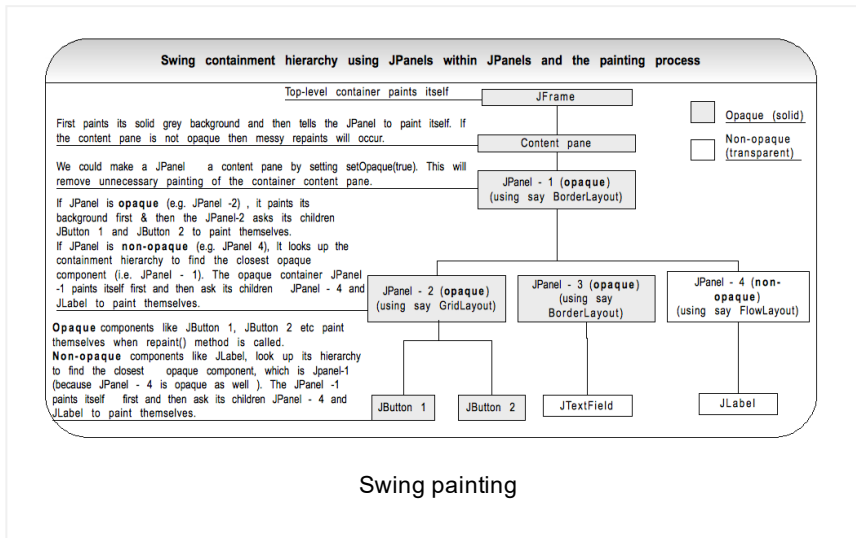 Swing containment hierarchy using JPanels within JPanels and the painting process
Top-level container paints itself
JFrame
Opaque (solid)
Non-opaque
(transparent)
First paints its solid grey background and then tells the JPanel to paint itself. If
the content pane is not opaque then messy repaints will occur.
Content pane
We could make a JPanel a content pane by setting setOpaque(true). This will
remove unnecessary painting of the container content pane.
JPanel - 1 (opaque)
(using say BorderLayout)
If JPanel is opaque (e.g. JPanel -2) , it paints its
background first & then the JPanel-2 asks its children
JButton 1 and JButton 2 to paint themselves.
If JPanel is non-opaque (e.g. JPanel 4), It looks up the
containment hierarchy to find the closest opaque
component (i.e. JPanel - 1). The opaque container JPanel
-1 paints itself first and then ask its children JPanel - 4 and
JLabel to paint themselves.
JPanel - 2 (opaque)
(using say GridLayout)
JPanel - 3 (opaque)
(using say
BorderLayout)
JPanel - 4 (non-
opaque)
(using say FlowLayout)
Opaque components like JButton 1, JButton 2 etc paint
themselves when repaint() method is called.
Non-opaque components like JLabel, look up its hierarchy
to find the closest opaque component, which is Jpanel-1
(because JPanel - 4 is opaque as well ). The JPanel -1
paints itself first and then ask its children JPanel - 4 and
JLabel to paint themselves.
JButton 1
JButton 2
JTextField
JLabel
Swing painting